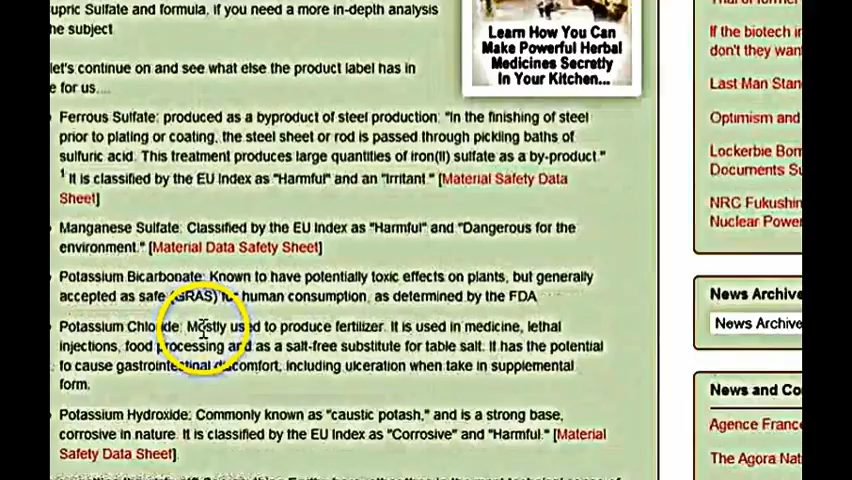 upric Sulfate and formula, if you need a more in-depth analysis
he subject
let's continue on and see what else the product label has in
e for us....
Ferrous Sulfate: produced as a byproduct of steel production: "In the finishing of steel
prior to plating or coating, the steel sheet or rod is passed through pickling baths of
sulfuric acid. This treatment produces large quantities of iron(II) sulfate as a by-product."
1 It is classified by the EU Index as "Harmful" and an "Irritant." [Material Safety Data
Sheet]
Manganese Sulfate: Classified by the EU Index as "Harmful" and "Dangerous for the
environment." [Material Data Safety Sheet]
Potassium Bicarbonate: Known to have potentially toxic effects on plants, but generally
accepted as safe (GRAS) for human consumption, as determined by the FDA
Potassium Chloride: Mostly used to produce fertilizer. It is used in medicine, lethal
injections, food processing and as a salt-free substitute for table salt. It has the potential
to cause gastrointestinal discomfort, including ulceration when take in supplemental
form.
Potassium Hydroxide: Commonly known as "caustic potash," and is a strong base,
corrosive in nature. It is classified by the EU Index as "Corrosive" and "Harmful." [Material
Safety Data Sheet].
Learn How You Can
Make Powerful Herbal
Medicines Secretly
In Your Kitchen...
If the biotech i
don't they wan
Last Man Stan
Optimism and
Lockerbie Bom
Documents Su
NRC Fukushin
Nuclear Power
News Archive
News Archive
News and Co
Agence France
The Agora Nat